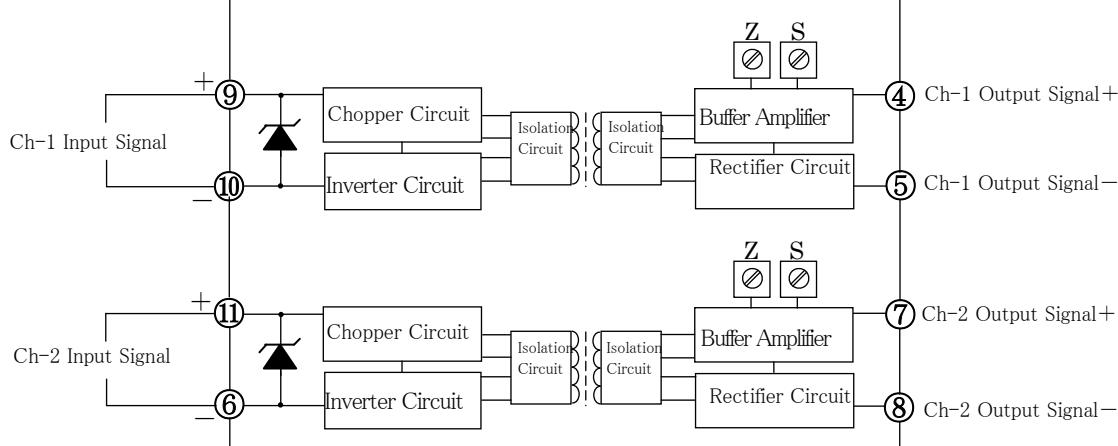 Z S
+ ⑨ Chopper Circuit Buffer Amplifier ④ Ch-1 Output Signal+
Ch-1 Input Signal
Isolation
Circuit
Isolation
Circuit
⑩ Inverter Circuit Rectifier Circuit ⑤ Ch-1 Output Signal−
−
Z S
+ ⑪ Chopper Circuit Buffer Amplifier ⑦ Ch-2 Output Signal+
Ch-2 Input Signal
Isolation
Circuit
Isolation
Circuit
⑥ Inverter Circuit Rectifier Circuit ⑧ Ch-2 Output Signal−
−